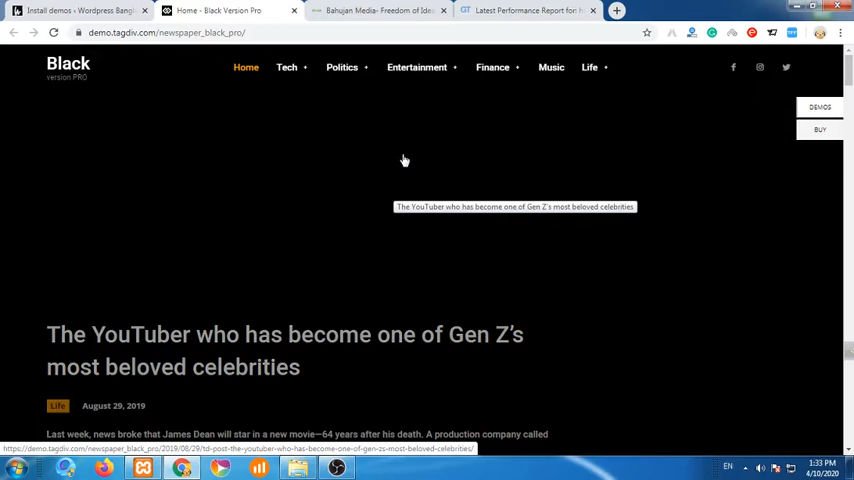 Install demos ‹ Wordpress Bangl
Home - Black Version PRO
Bahujan Media- Freedom of Idea
Latest Performance Report for: h
demo.tagdiv.com/newspaper_black_pro/
Black
version PRO
Home
Tech
Politics
Entertainment
Finance
Music
Life
DEMOS
BUY
The YouTuber who has become one of Gen Z's most beloved celebrities
The YouTuber who has become one of Gen Z’s
most beloved celebrities
Life
August 29, 2019
Last week, news broke that James Dean will star in a new movie—64 years after his death. A production company called
https://demo.tagdiv.com/newspaper_black_pro/2019/08/29/td-post-the-youtuber-who-has-become-one-of-gen-zs-most-beloved-celebrities/
EN
1:33 PM
4/10/2020